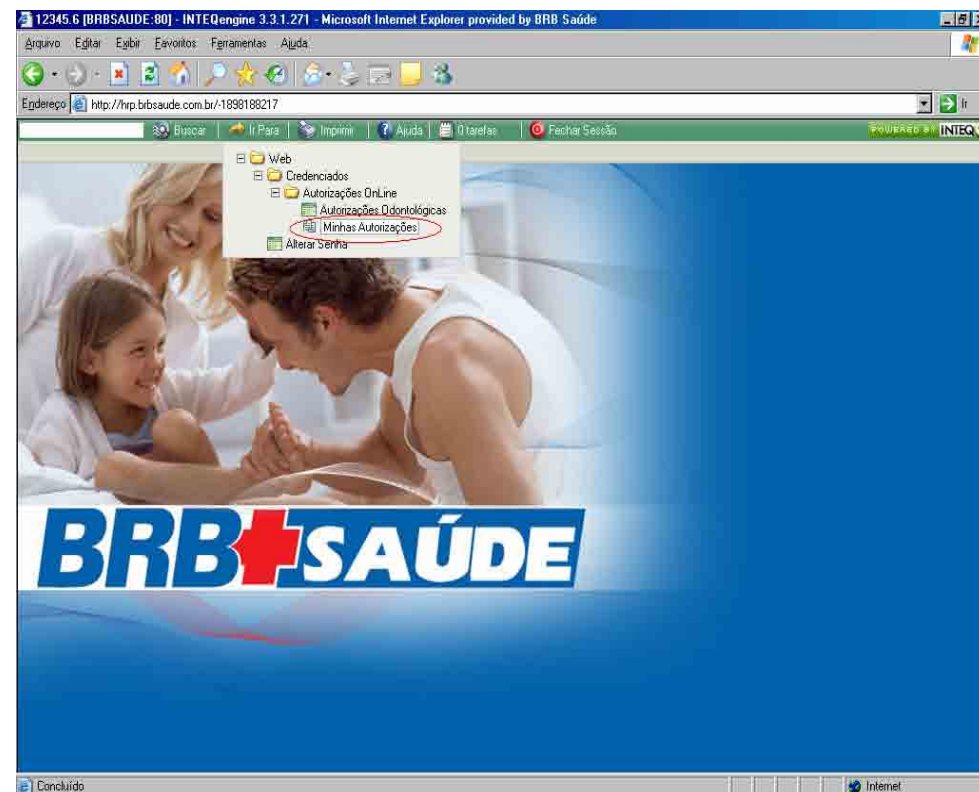 12345.6 [BRBSAUDE:80] - INTEQengine 3.3.1.271 - Microsoft Internet Explorer provided by BRB Saúde
Arquivo Editar Exibir Favoritos Ferramentas Ajuda
Endereço http://hrp.brbsaude.com.br/-1898188217 Ir
Buscar Ir Para Imprimir Ajuda 0 tarefas Fechar Sessão POWERED BY INTEQ
Web
Credenciados
Autorizações OnLine
Autorizações Odontológicas
Minhas Autorizações
Alterar Senha
BRB SAÚDE
Concluído Internet